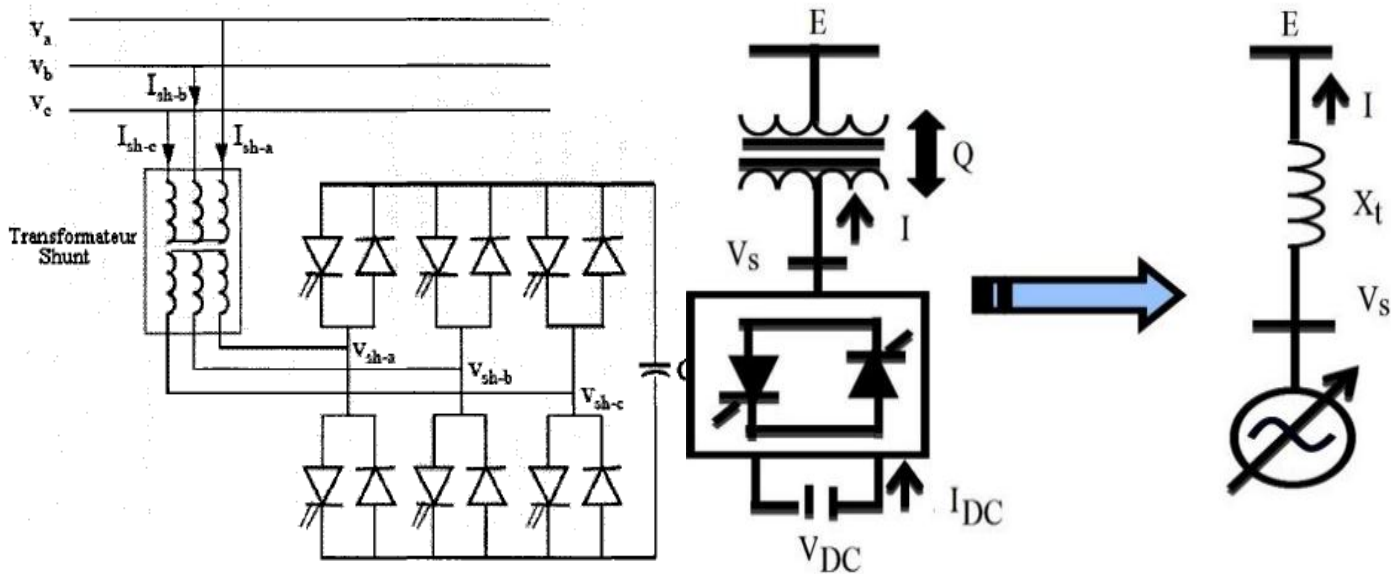 Va
Vb
Vc
Ish-b
Ish-c
Ish-a
Transformateur
Shunt
Vsh-a
Vsh-b
Vsh-c
E
Q
I
Vs
IDC
VDC
E
I
Xt
Vs